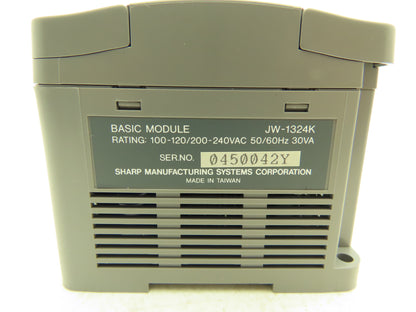 BASIC MODULE JW-1324K
RATING: 100-120/200-240VAC 50/60Hz 30VA
SER.NO. 0450042Y
SHARP MANUFACTURING SYSTEMS CORPORATION
MADE IN TAIWAN